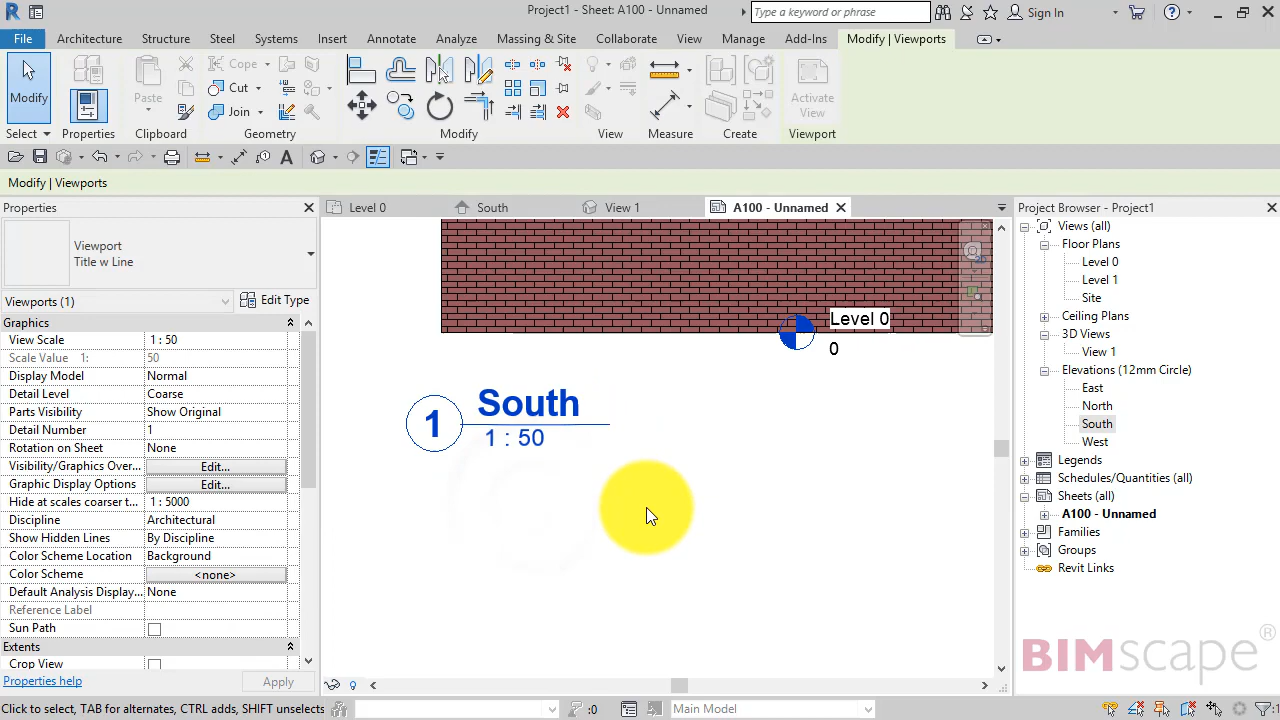 Project1 - Sheet: A100 - Unnamed
Type a keyword or phrase
Sign In
File Architecture Structure Steel Systems Insert Annotate Analyze Massing & Site Collaborate View Manage Add-Ins Modify | Viewports
Modify
Select
Properties
Paste
Clipboard
Cope
Cut
Join
Geometry
Modify
View
Measure
Create
Activate
View
Viewport
Modify | Viewports
Properties
Viewport
Title w Line
Viewports (1)
Edit Type
Graphics
View Scale 1 : 50
Scale Value 1: 50
Display Model Normal
Detail Level Coarse
Parts Visibility Show Original
Detail Number 1
Rotation on Sheet None
Visibility/Graphics Over... Edit...
Graphic Display Options Edit...
Hide at scales coarser t... 1 : 5000
Discipline Architectural
Show Hidden Lines By Discipline
Color Scheme Location Background
Color Scheme <none>
Default Analysis Display... None
Reference Label
Sun Path
Extents
Crop View
Properties help
Apply
Level 0 South View 1 A100 - Unnamed
2D
Level 0
0
1
South
1 : 50
Project Browser - Project1
Views (all)
Floor Plans
Level 0
Level 1
Site
Ceiling Plans
3D Views
View 1
Elevations (12mm Circle)
East
North
South
West
Legends
Schedules/Quantities (all)
Sheets (all)
A100 - Unnamed
Families
Groups
Revit Links
BIMscape®
Click to select, TAB for alternates, CTRL adds, SHIFT unselects
:0
Main Model
:1